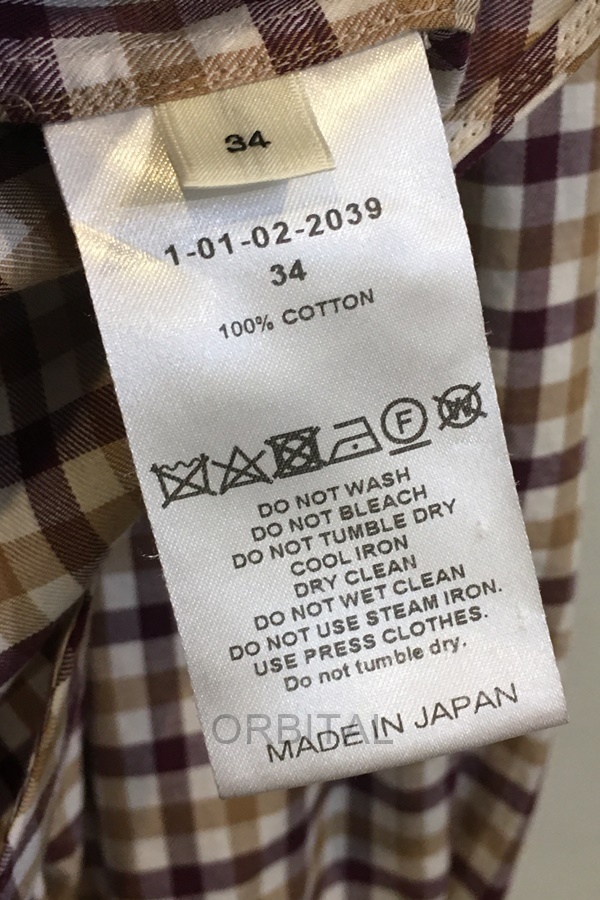 34
1-01-02-2039
34
100% COTTON
F
W
DO NOT WASH
DO NOT BLEACH
DO NOT TUMBLE DRY
COOL IRON
DRY CLEAN
DO NOT WET CLEAN
DO NOT USE STEAM IRON.
USE PRESS CLOTHES.
Do not tumble dry.
ORBITAL
MADE IN JAPAN